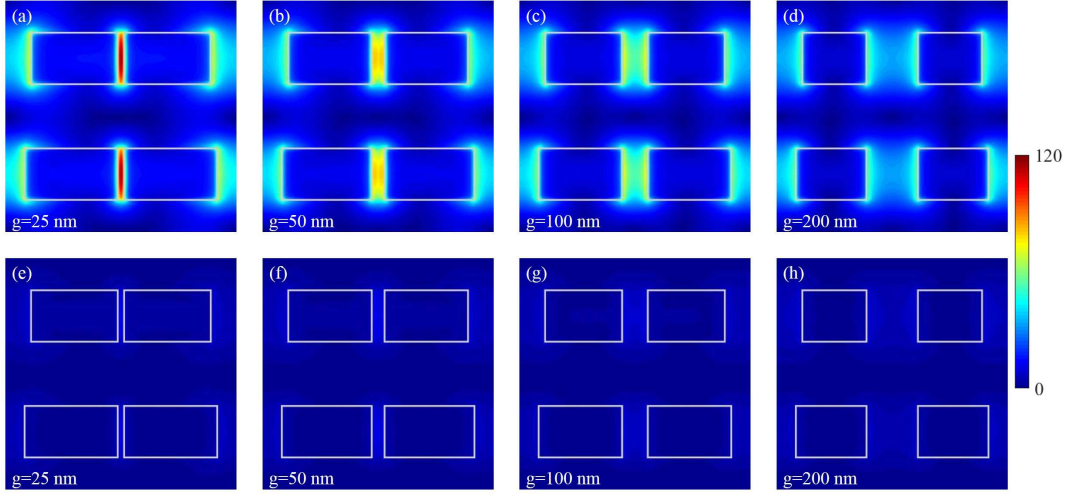 (a)
(b)
(c)
(d)
g=25 nm
g=50 nm
g=100 nm
g=200 nm
120
0
(e)
(f)
(g)
(h)
g=25 nm
g=50 nm
g=100 nm
g=200 nm